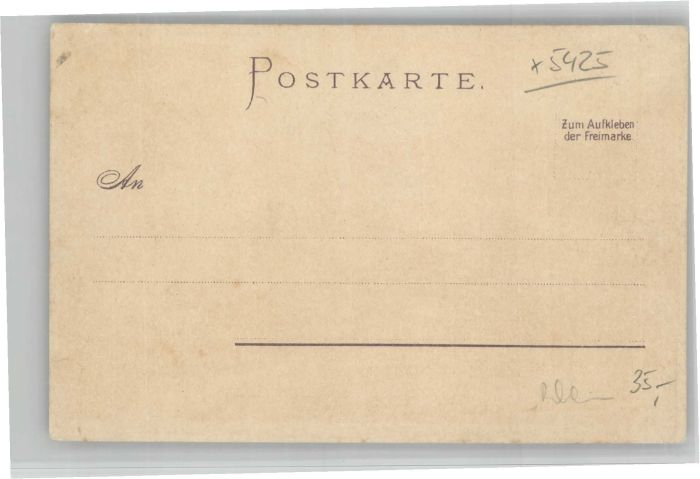 POSTKARTE.
x 5425
Zum Aufkleben
der Freimarke
An
35,-